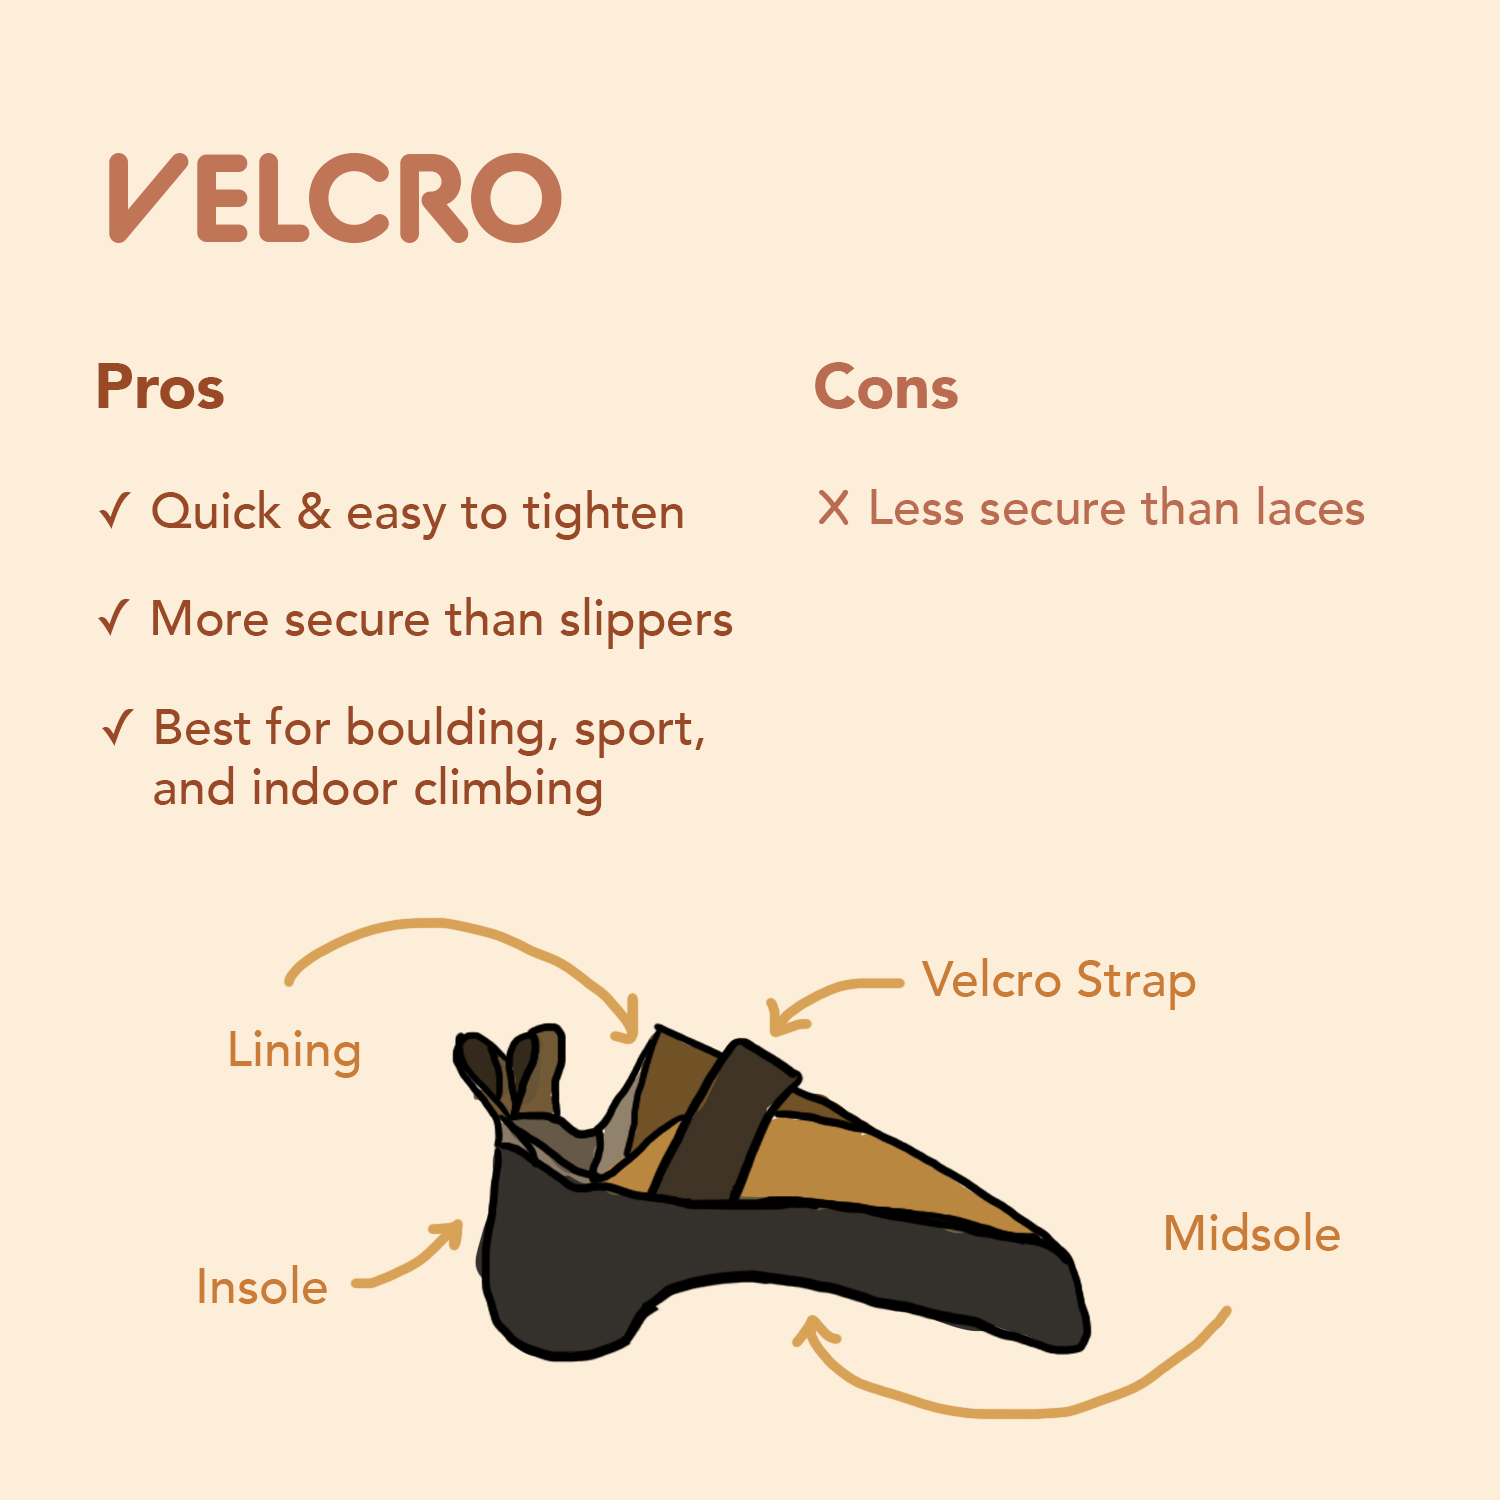 VELCRO
Pros
✓ Quick & easy to tighten
✓ More secure than slippers
✓ Best for boulding, sport,
and indoor climbing
Cons
X Less secure than laces
Lining
Velcro Strap
Insole
Midsole